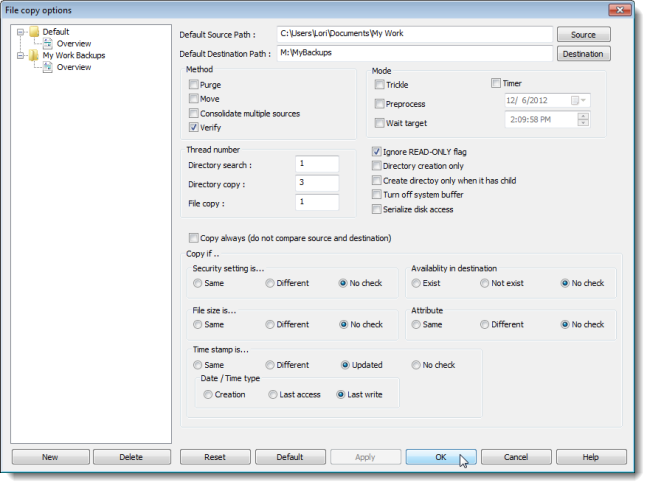 File copy options
Default
Overview
My Work Backups
Overview
Default Source Path : C:\Users\Lori\Documents\My Work Source
Default Destination Path : M:\MyBackups Destination
Method
Purge
Move
Consolidate multiple sources
Verify
Mode
Trickle Timer
Preprocess 12/ 6/2012
Wait target 2:09:58 PM
Thread number
Directory search : 1
Directory copy : 3
File copy : 1
Ignore READ-ONLY flag
Directory creation only
Create directoy only when it has child
Turn off system buffer
Serialize disk access
Copy always (do not compare source and destination)
Copy if ..
Security setting is...
Same Different No check
Availablity in destination
Exist Not exist No check
File size is...
Same Different No check
Attribute
Same Different No check
Time stamp is...
Same Different Updated No check
Date / Time type
Creation Last access Last write
New Delete Reset Default Apply OK Cancel Help